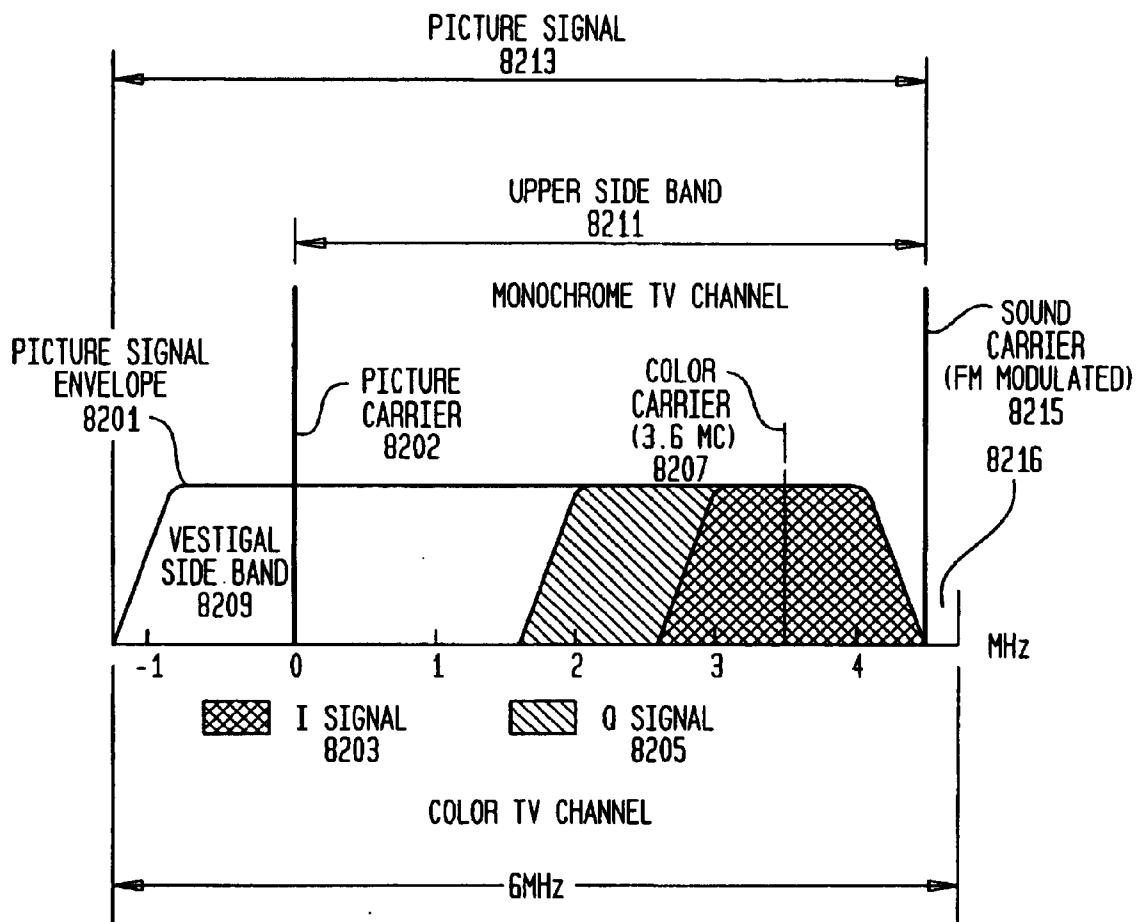 PICTURE SIGNAL
8213
UPPER SIDE BAND
8211
MONOCHROME TV CHANNEL
PICTURE SIGNAL
ENVELOPE
8201
PICTURE
CARRIER
8202
COLOR
CARRIER
(3.6 MC)
8207
SOUND
CARRIER
(FM MODULATED)
8215
8216
VESTIGAL
SIDE BAND
8209
-1 0 1 2 3 4 MHz
I SIGNAL
8203
Q SIGNAL
8205
COLOR TV CHANNEL
6MHz